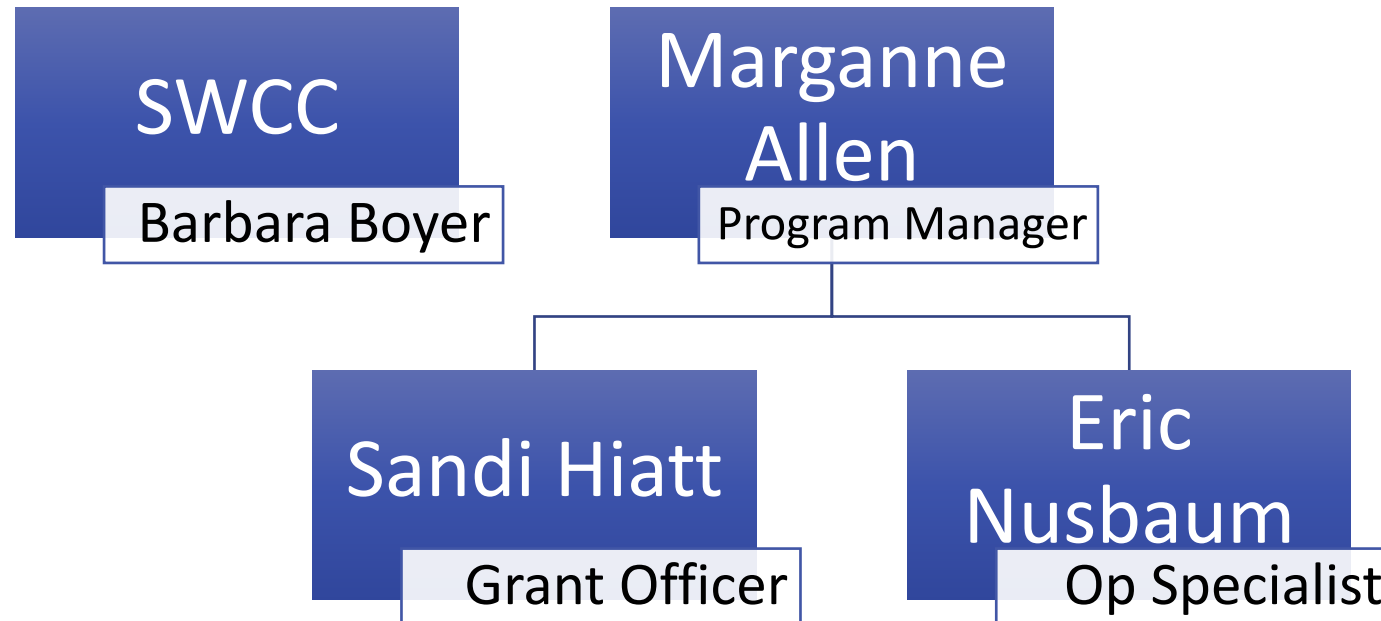 SWCC
Barbara Boyer
Marganne
Allen
Program Manager
Sandi Hiatt
Grant Officer
Eric
Nusbaum
Op Specialist